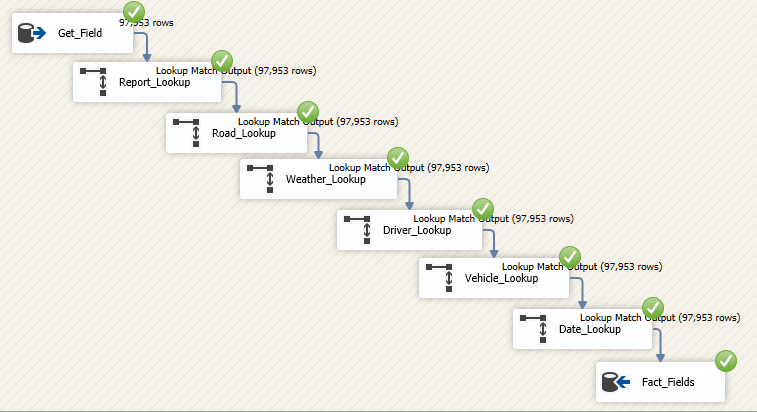 97,953 rows
Get_Field
Lookup Match Output (97,953 rows)
Report_Lookup
Lookup Match Output (97,953 rows)
Road_Lookup
Lookup Match Output (97,953 rows)
Weather_Lookup
Lookup Match Output (97,953 rows)
Driver_Lookup
Lookup Match Output (97,953 rows)
Vehicle_Lookup
Lookup Match Output (97,953 rows)
Date_Lookup
Fact_Fields